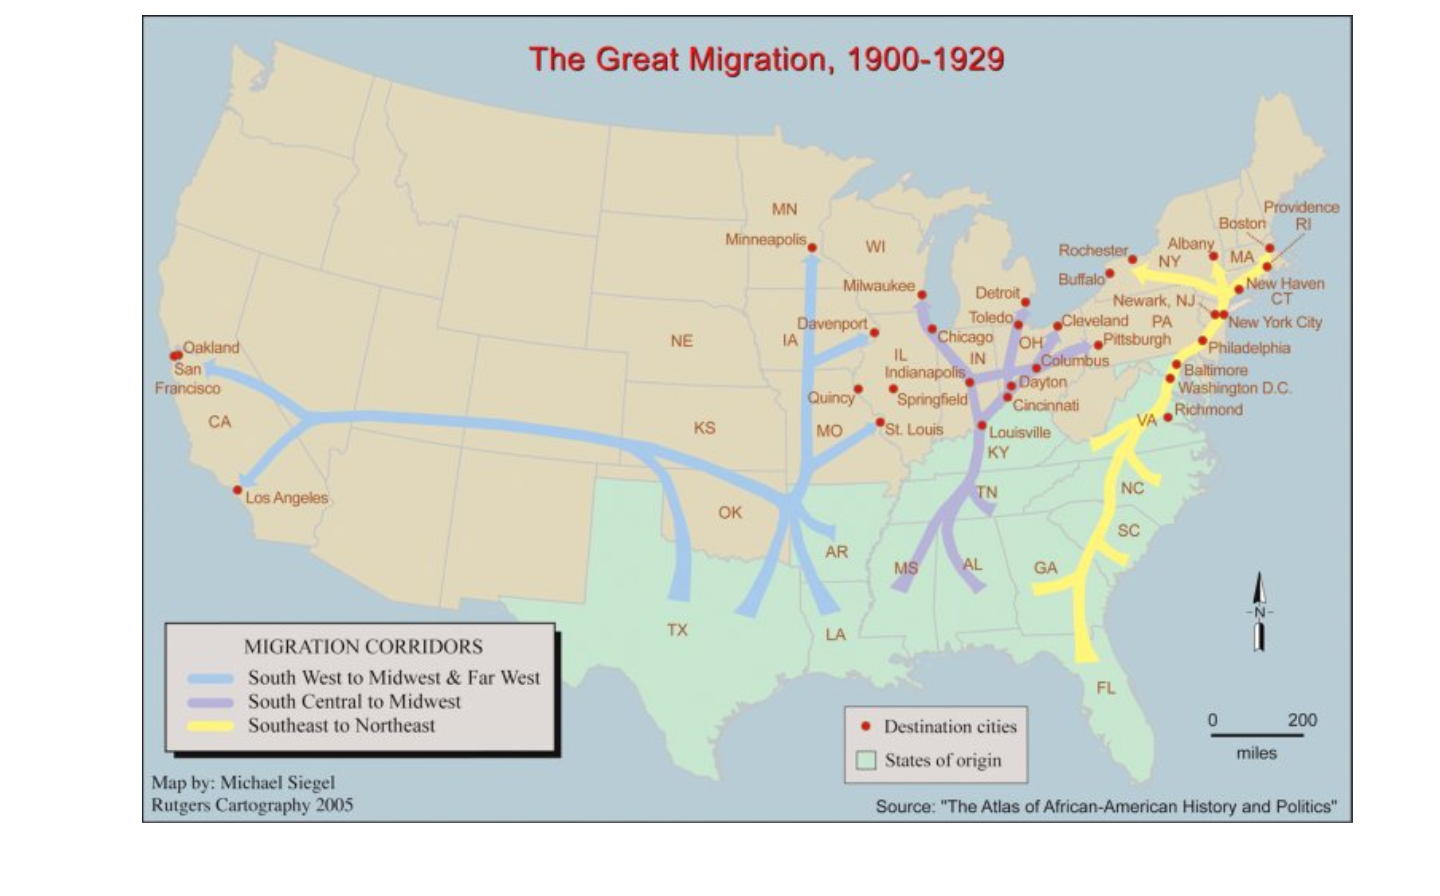 The Great Migration, 1900-1929
MN
Minneapolis
WI
Milwaukee
Detroit
Toledo
Davenport
Chicago
Cleveland
Pittsburgh
NE
IA
IL
IN
OH
PA
Indianapolis
Columbus
Dayton
Quincy
Springfield
Cincinnati
KS
MO
St. Louis
Louisville
KY
Providence
RI
Boston
Rochester
Albany
NY
MA
Buffalo
New Haven
CT
Newark, NJ
New York City
Philadelphia
Baltimore
Washington D.C.
Richmond
VA
Oakland
San
Francisco
CA
Los Angeles
OK
AR
TN
NC
SC
MS
AL
GA
TX
LA
FL
N
MIGRATION CORRIDORS
South West to Midwest & Far West
South Central to Midwest
Southeast to Northeast
Destination cities
States of origin
0 200
miles
Map by: Michael Siegel
Rutgers Cartography 2005
Source: "The Atlas of African-American History and Politics"